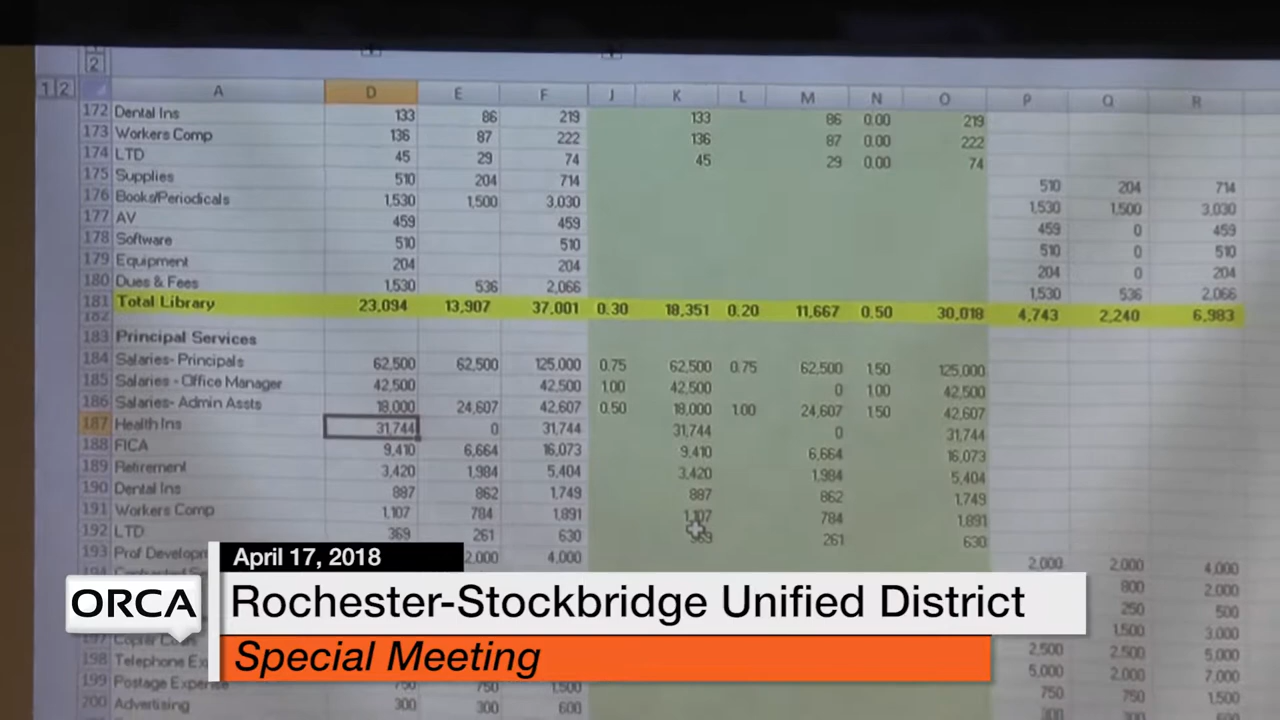 2
1 2 A D E F J K L M N O P Q R
172 Dental Ins 133 86 219 133 86 0.00 219
173 Workers Comp 136 87 222 136 87 0.00 222
174 LTD 45 29 74 45 29 0.00 74
175 Supplies 510 204 714 510 204 714
176 Books/Periodicals 1,530 1,500 3,030 1,530 1,500 3,030
177 AV 459 459 459 0 459
178 Software 510 510 510 0 510
179 Equipment 204 204 204 0 204
180 Dues & Fees 1,530 536 2,066 1,530 536 2,066
181 Total Library 23,094 13,907 37,001 0.30 18,351 0.20 11,667 0.50 30,018 4,743 2,240 6,983
182
183 Principal Services
184 Salaries- Principals 62,500 62,500 125,000 0.75 62,500 0.75 62,500 1.50 125,000
185 Salaries - Office Manager 42,500 42,500 1.00 42,500 0 1.00 42,500
186 Salaries- Admin Assts 18,000 24,607 42,607 0.50 18,000 1.00 24,607 1.50 42,607
187 Health Ins 31,744 0 31,744 31,744 0 31,744
188 FICA 9,410 6,664 16,073 9,410 6,664 16,073
189 Retirement 3,420 1,984 5,404 3,420 1,984 5,404
190 Dental Ins 887 862 1,749 887 862 1,749
191 Workers Comp 1,107 784 1,891 1,107 784 1,891
192 LTD 369 261 630 369 261 630
193 Prof Develop 2,000 4,000 2,000 2,000 4,000
April 17, 2018
800 2,000
ORCA
Rochester-Stockbridge Unified District
250 500
1,500 3,000
Special Meeting
198 Telephone Ex 2,500 2,500 5,000
199 Postage Expense 750 750 1,500 5,000 2,000 7,000
200 Advertising 300 300 600 750 750 1,500